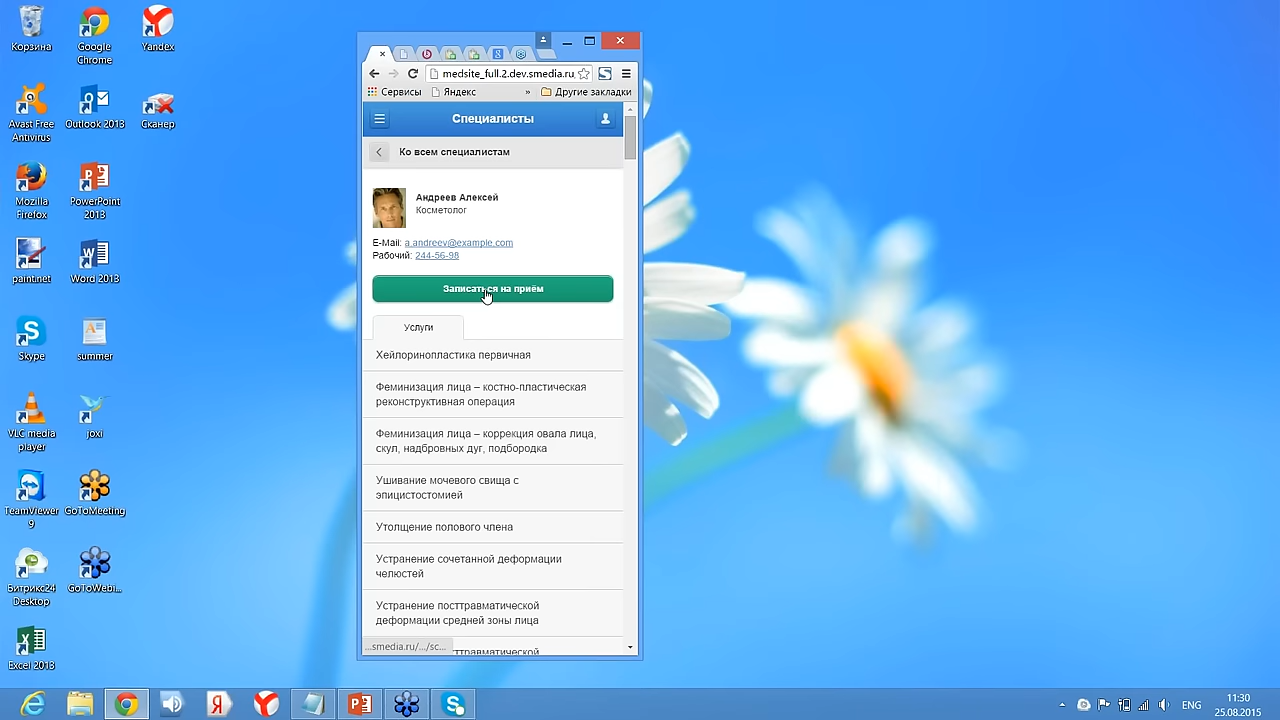 Корзина
Google
Chrome
Yandex
Avast Free
Antivirus
Outlook 2013
Сканер
Mozilla
Firefox
PowerPoint
2013
paint.net
Word 2013
Skype
summer
VLC media
player
joxi
TeamViewer
9
GoToMeeting
Битрикс24
Desktop
GoToWebi...
Excel 2013
medsite_full.2.dev.smedia.ru
Сервисы
Яндекс
»
Другие закладки
Специалисты
Ко всем специалистам
Андреев Алексей
Косметолог
E-Mail: a.andreev@example.com
Рабочий: 244-56-98
Записаться на приём
Услуги
Хейлоринопластика первичная
Феминизация лица – костно-пластическая
реконструктивная операция
Феминизация лица – коррекция овала лица,
скул, надбровных дуг, подбородка
Ушивание мочевого свища с
эпицистостомией
Утолщение полового члена
Устранение сочетанной деформации
челюстей
Устранение посттравматической
деформации средней зоны лица
...smedia.ru/.../sc...
ттравматической
ENG
11:30
25.08.2015